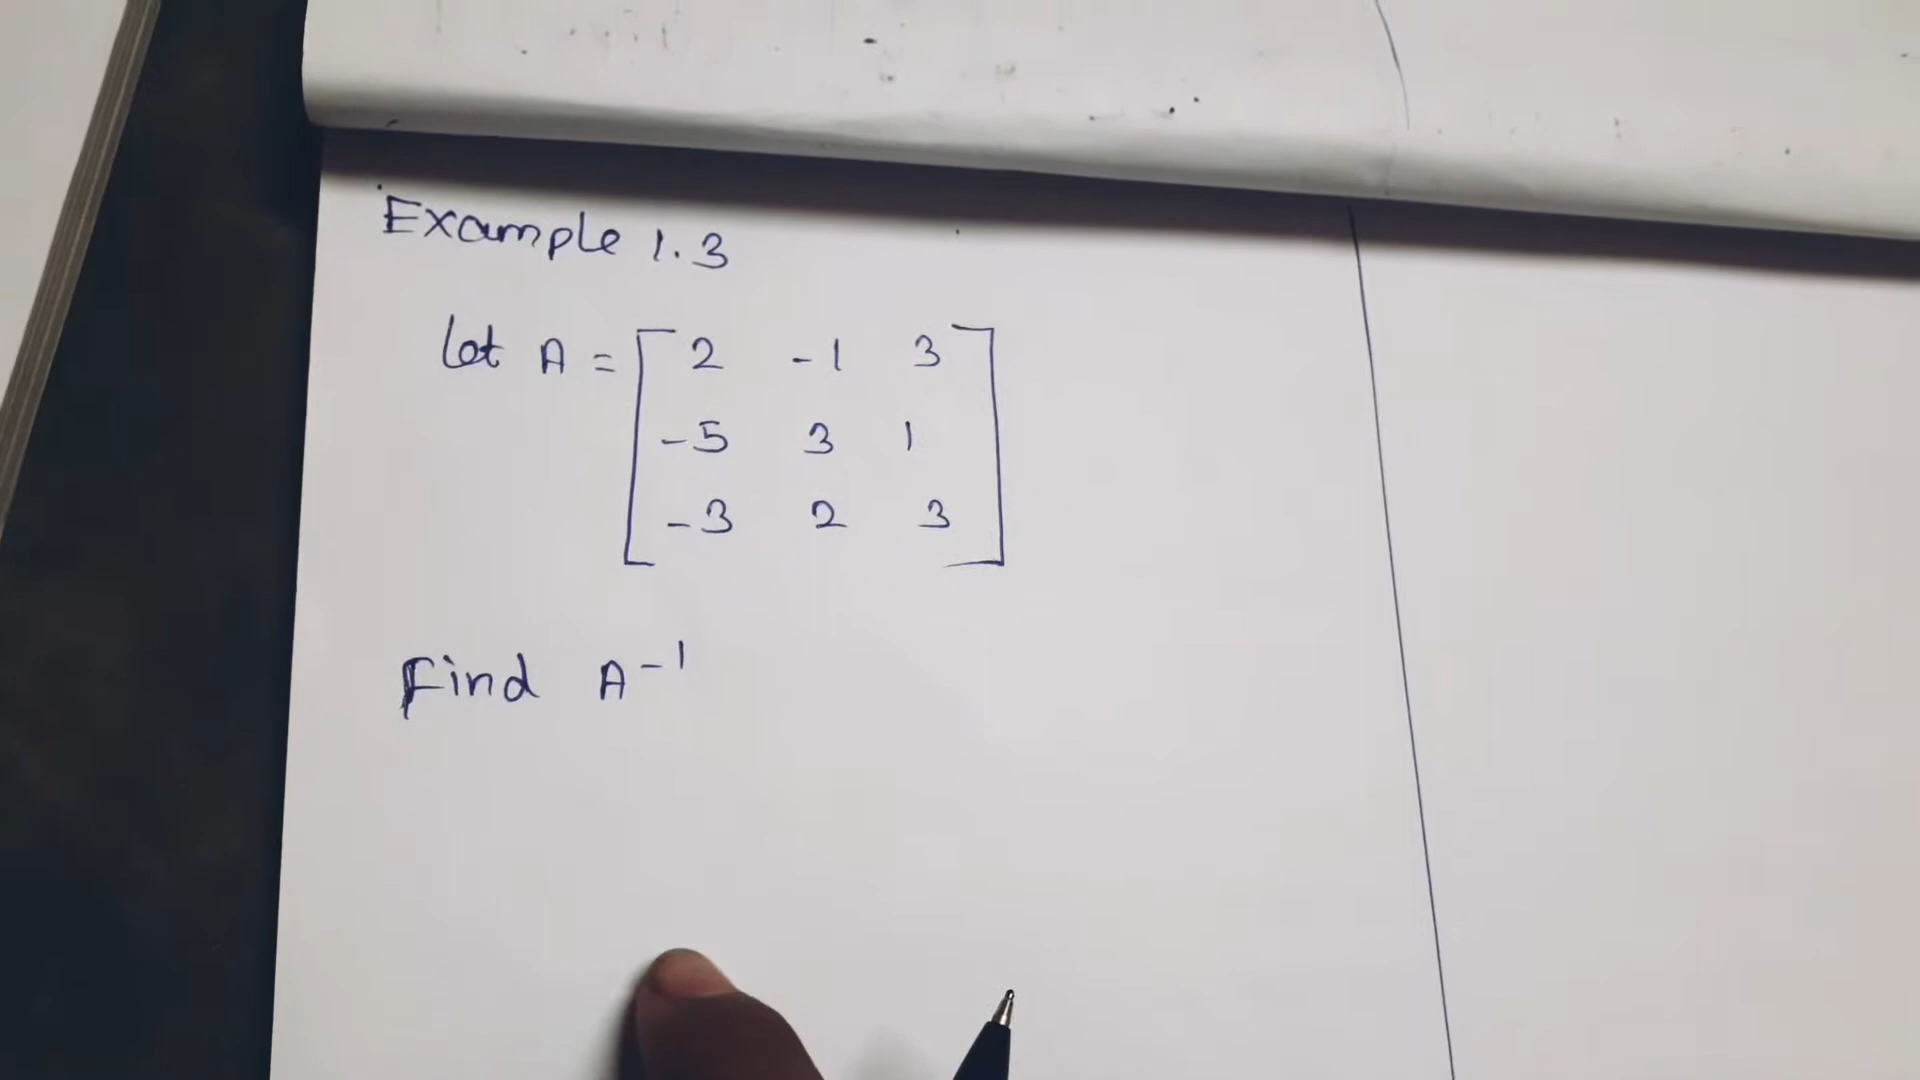 Example 1.3
Let A = [ 2 -1 3
-5 3 1
-3 2 3 ]
Find A⁻¹